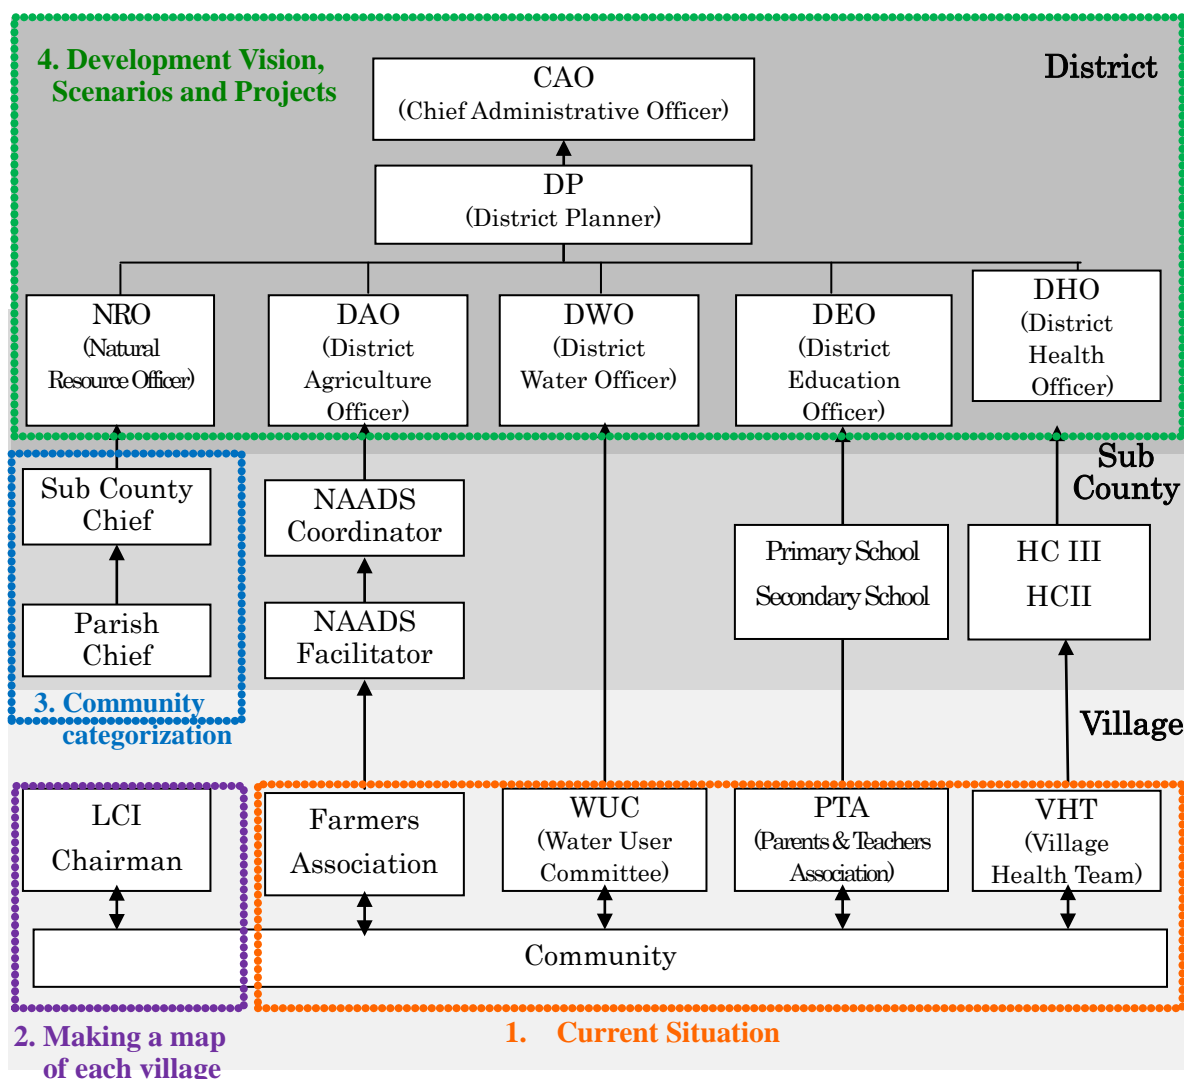 4. Development Vision,
Scenarios and Projects
District
CAO
(Chief Administrative Officer)
DP
(District Planner)
NRO
(Natural
Resource Officer)
DAO
(District
Agriculture
Officer)
DWO
(District
Water Officer)
DEO
(District
Education
Officer)
DHO
(District
Health
Officer)
Sub
County
Sub County
Chief
NAADS
Coordinator
Primary School
Secondary School
HC III
HCII
Parish
Chief
NAADS
Facilitator
3. Community
categorization
Village
LCI
Chairman
Farmers
Association
WUC
(Water User
Committee)
PTA
(Parents & Teachers
Association)
VHT
(Village
Health Team)
Community
2. Making a map
of each village
1. Current Situation